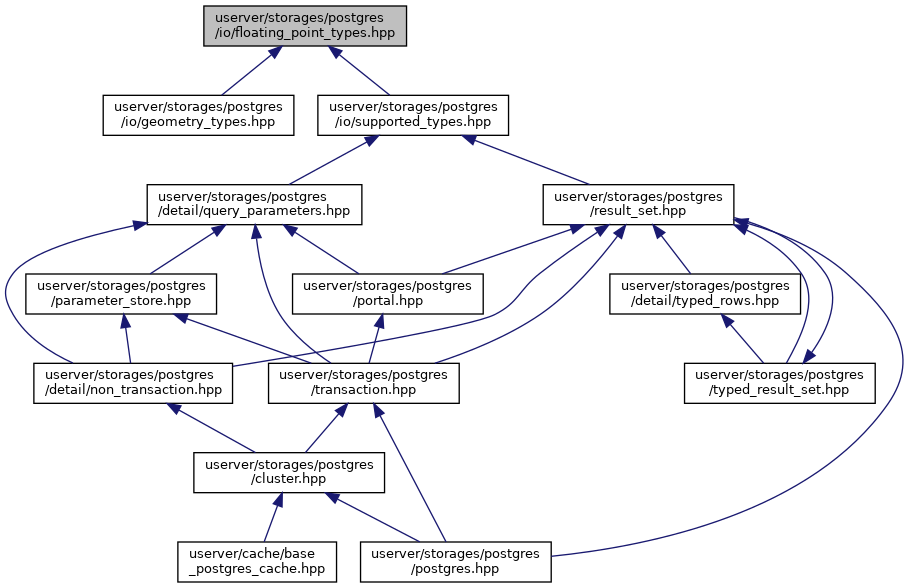 userver/storages/postgres
/io/floating_point_types.hpp
userver/storages/postgres
/io/geometry_types.hpp
userver/storages/postgres
/io/supported_types.hpp
userver/storages/postgres
/detail/query_parameters.hpp
userver/storages/postgres
/result_set.hpp
userver/storages/postgres
/parameter_store.hpp
userver/storages/postgres
/portal.hpp
userver/storages/postgres
/detail/typed_rows.hpp
userver/storages/postgres
/detail/non_transaction.hpp
userver/storages/postgres
/transaction.hpp
userver/storages/postgres
/typed_result_set.hpp
userver/storages/postgres
/cluster.hpp
userver/cache/base
_postgres_cache.hpp
userver/storages/postgres
/postgres.hpp